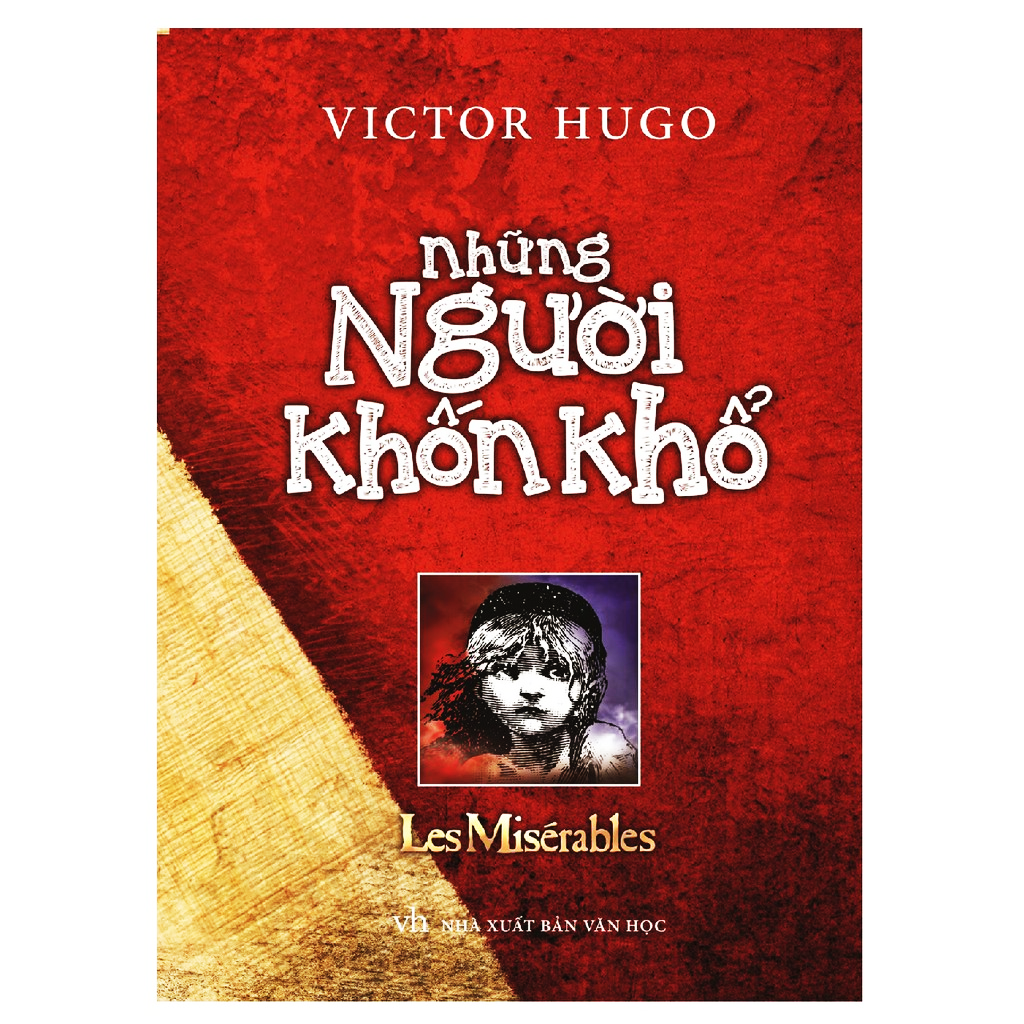 VICTOR HUGO
những
Người
khốn khổ
Les Misérables
vh NHÀ XUẤT BẢN VĂN HỌC